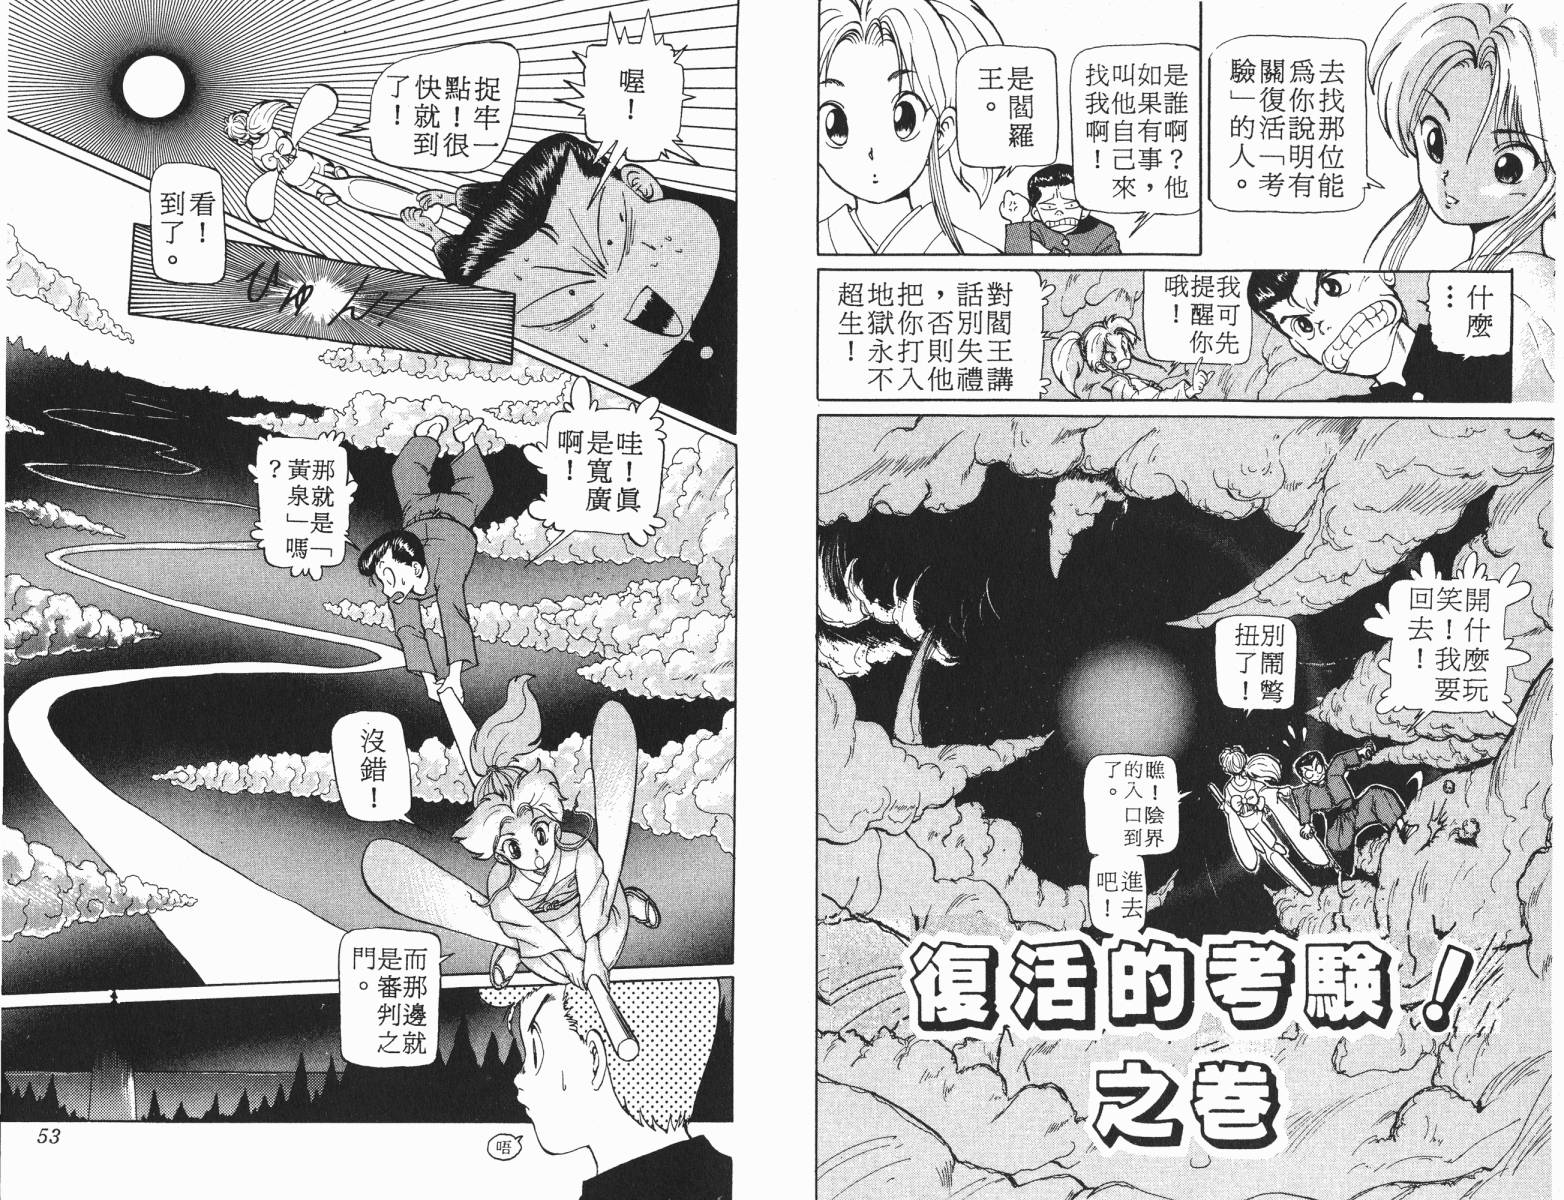 去找那位能
為你說明有
關復活「考
驗」的人。
是誰啊？他
如果有事，
叫他自己來
找我啊！
是閻羅
王。
什麼
…
我可先
提醒你
哦！
對閻王講
話別失禮
，否則他
把你打入
地獄永不
超生！
開什麼玩
笑！我要
回去！
別鬧彆
扭了！
瞧！陰界
的入口到
了。
進去
吧！
復活的考驗！
之卷
喔！
捉牢一
點！很
快就到
了！
看！
到了。
ひゅん！！
哇！真
是寬廣
啊！
那就是「
黃泉」嗎
？
沒錯！
而那邊就
是審判之
門。
唔
53